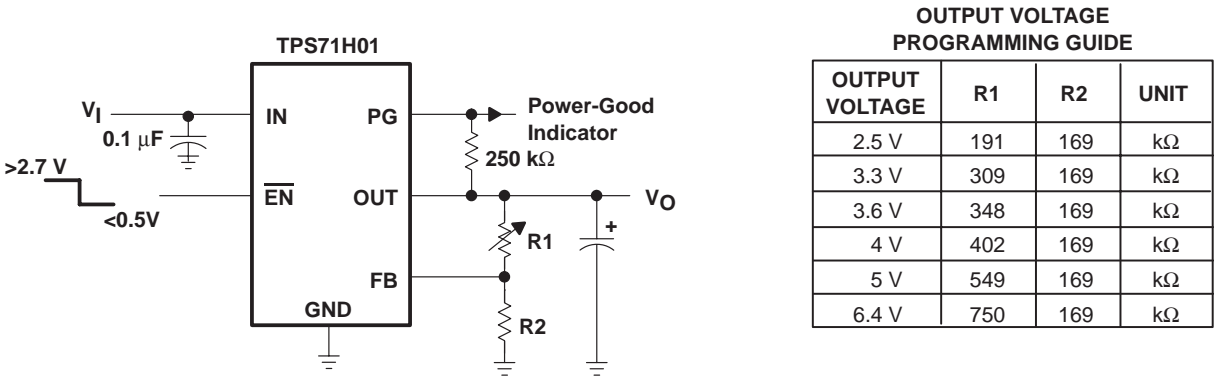 TPS71H01
VI
0.1 μF
>2.7 V
<0.5V
IN
EN
PG
OUT
FB
GND
Power-Good
Indicator
250 kΩ
VO
R1
+
R2
OUTPUT VOLTAGE
PROGRAMMING GUIDE
OUTPUT
VOLTAGE R1 R2 UNIT
2.5 V 191 169 kΩ
3.3 V 309 169 kΩ
3.6 V 348 169 kΩ
4 V 402 169 kΩ
5 V 549 169 kΩ
6.4 V 750 169 kΩ